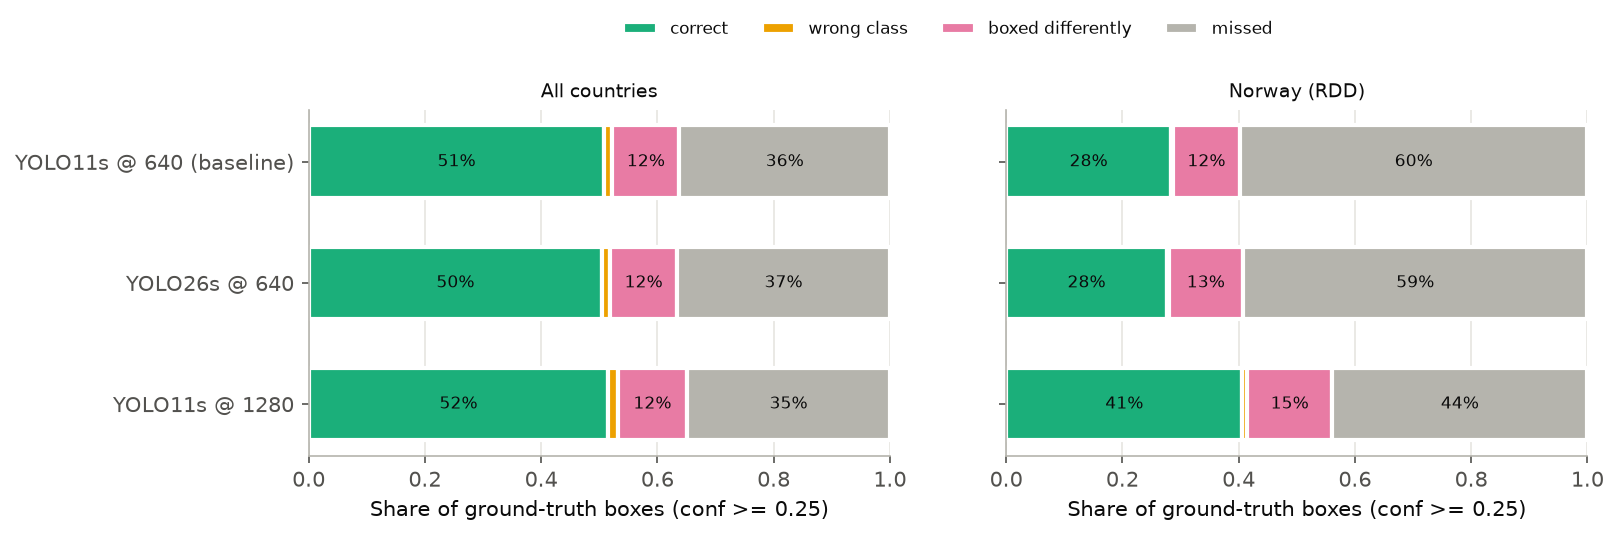 correct wrong class boxed differently missed
All countries
Norway (RDD)
YOLO11s @ 640 (baseline)
51% 12% 36%
28% 12% 60%
YOLO26s @ 640
50% 12% 37%
28% 13% 59%
YOLO11s @ 1280
52% 12% 35%
41% 15% 44%
0.0 0.2 0.4 0.6 0.8 1.0
0.0 0.2 0.4 0.6 0.8 1.0
Share of ground-truth boxes (conf >= 0.25)
Share of ground-truth boxes (conf >= 0.25)